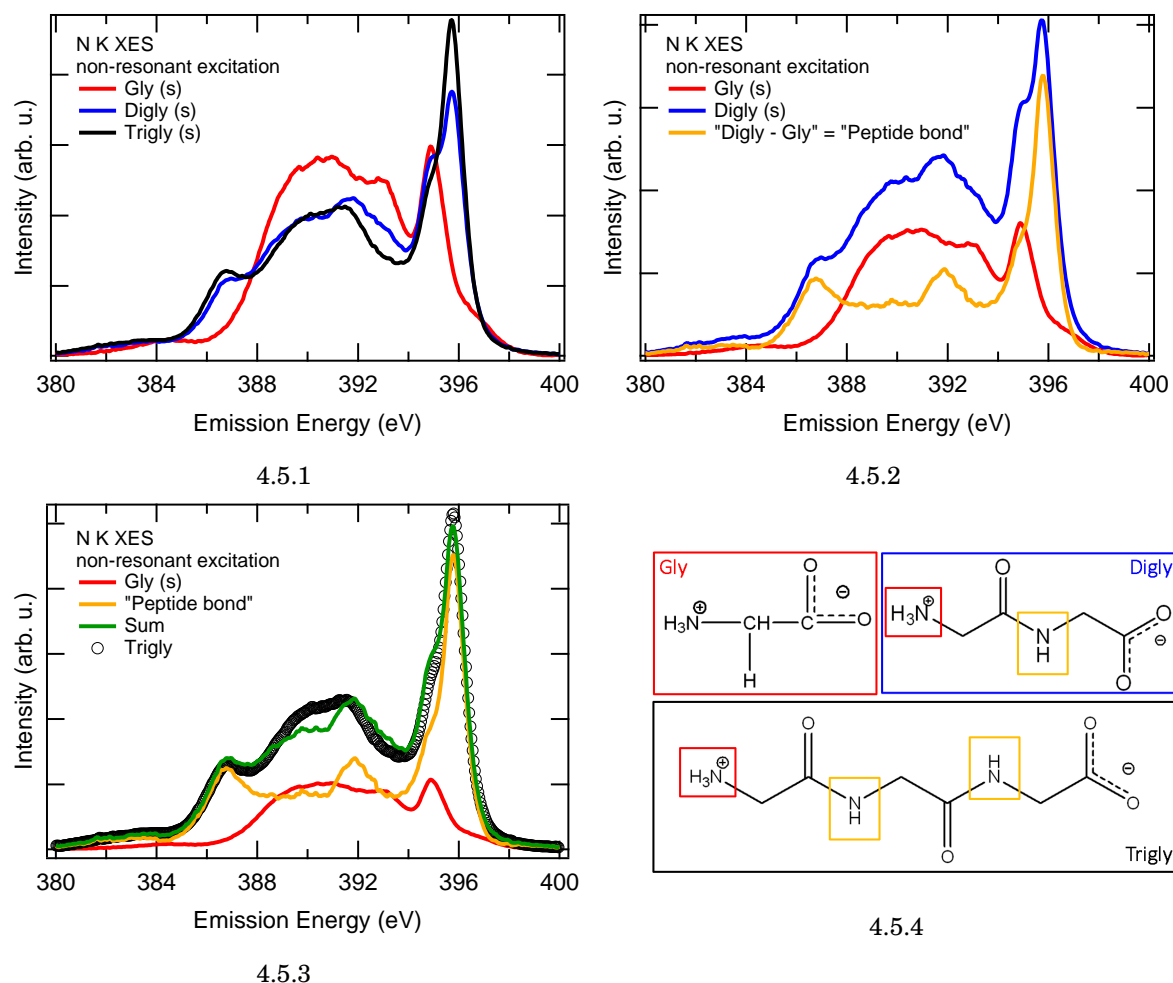 N K XES
non-resonant excitation
Gly (s)
Digly (s)
Trigly (s)
Intensity (arb. u.)
380 384 388 392 396 400
Emission Energy (eV)
4.5.1
N K XES
non-resonant excitation
Gly (s)
Digly (s)
"Digly - Gly" = "Peptide bond"
Intensity (arb. u.)
380 384 388 392 396 400
Emission Energy (eV)
4.5.2
N K XES
non-resonant excitation
Gly (s)
"Peptide bond"
Sum
Trigly
Intensity (arb. u.)
380 384 388 392 396 400
Emission Energy (eV)
4.5.3
Gly
O
⊕
⊖
H₃N
CH
C
O
H
Digly
O
⊕
H₃N
N
H
O
⊖
O
O
H
O
⊕
N
⊖
H₃N
N
O
H
O
Trigly
4.5.4